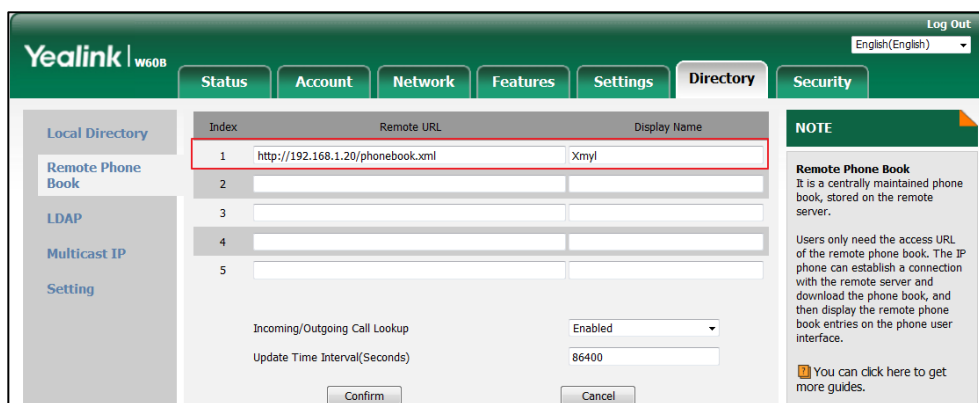 Log Out
Yealink | W60B
English(English)
Status Account Network Features Settings Directory Security
Local Directory
Remote Phone
Book
LDAP
Multicast IP
Setting
Index Remote URL Display Name
1 http://192.168.1.20/phonebook.xml Xmyl
2
3
4
5
Incoming/Outgoing Call Lookup Enabled
Update Time Interval(Seconds) 86400
Confirm Cancel
NOTE
Remote Phone Book
It is a centrally maintained phone
book, stored on the remote
server.
Users only need the access URL
of the remote phone book. The IP
phone can establish a connection
with the remote server and
download the phone book, and
then display the remote phone
book entries on the phone user
interface.
You can click here to get
more guides.